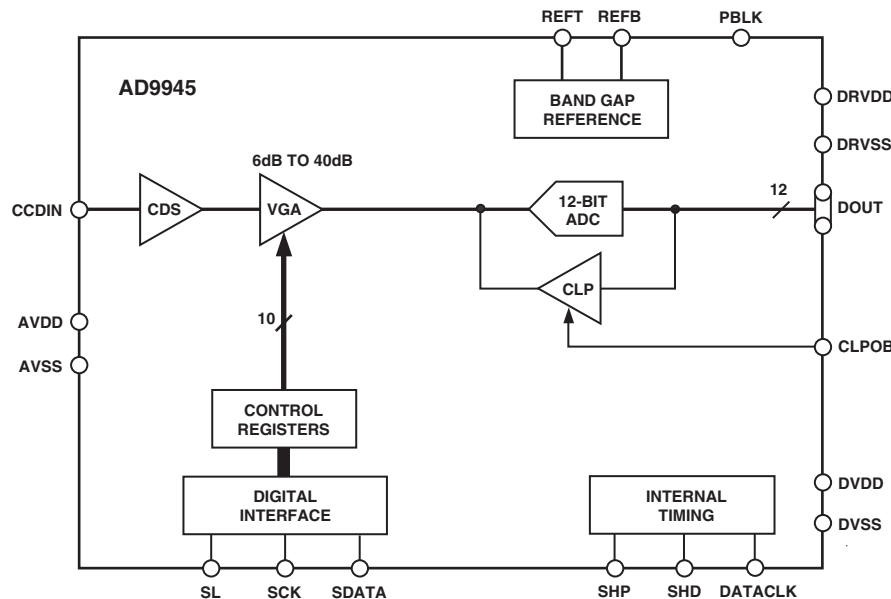 REFT REFB PBLK
AD9945
BAND GAP
REFERENCE
DRVDD
DRVSS
6dB TO 40dB
CCDIN
CDS
VGA
12-BIT
ADC
12
DOUT
CLP
AVDD
10
CLPOB
AVSS
CONTROL
REGISTERS
DIGITAL
INTERFACE
INTERNAL
TIMING
DVDD
DVSS
SL SCK SDATA SHP SHD DATACLK